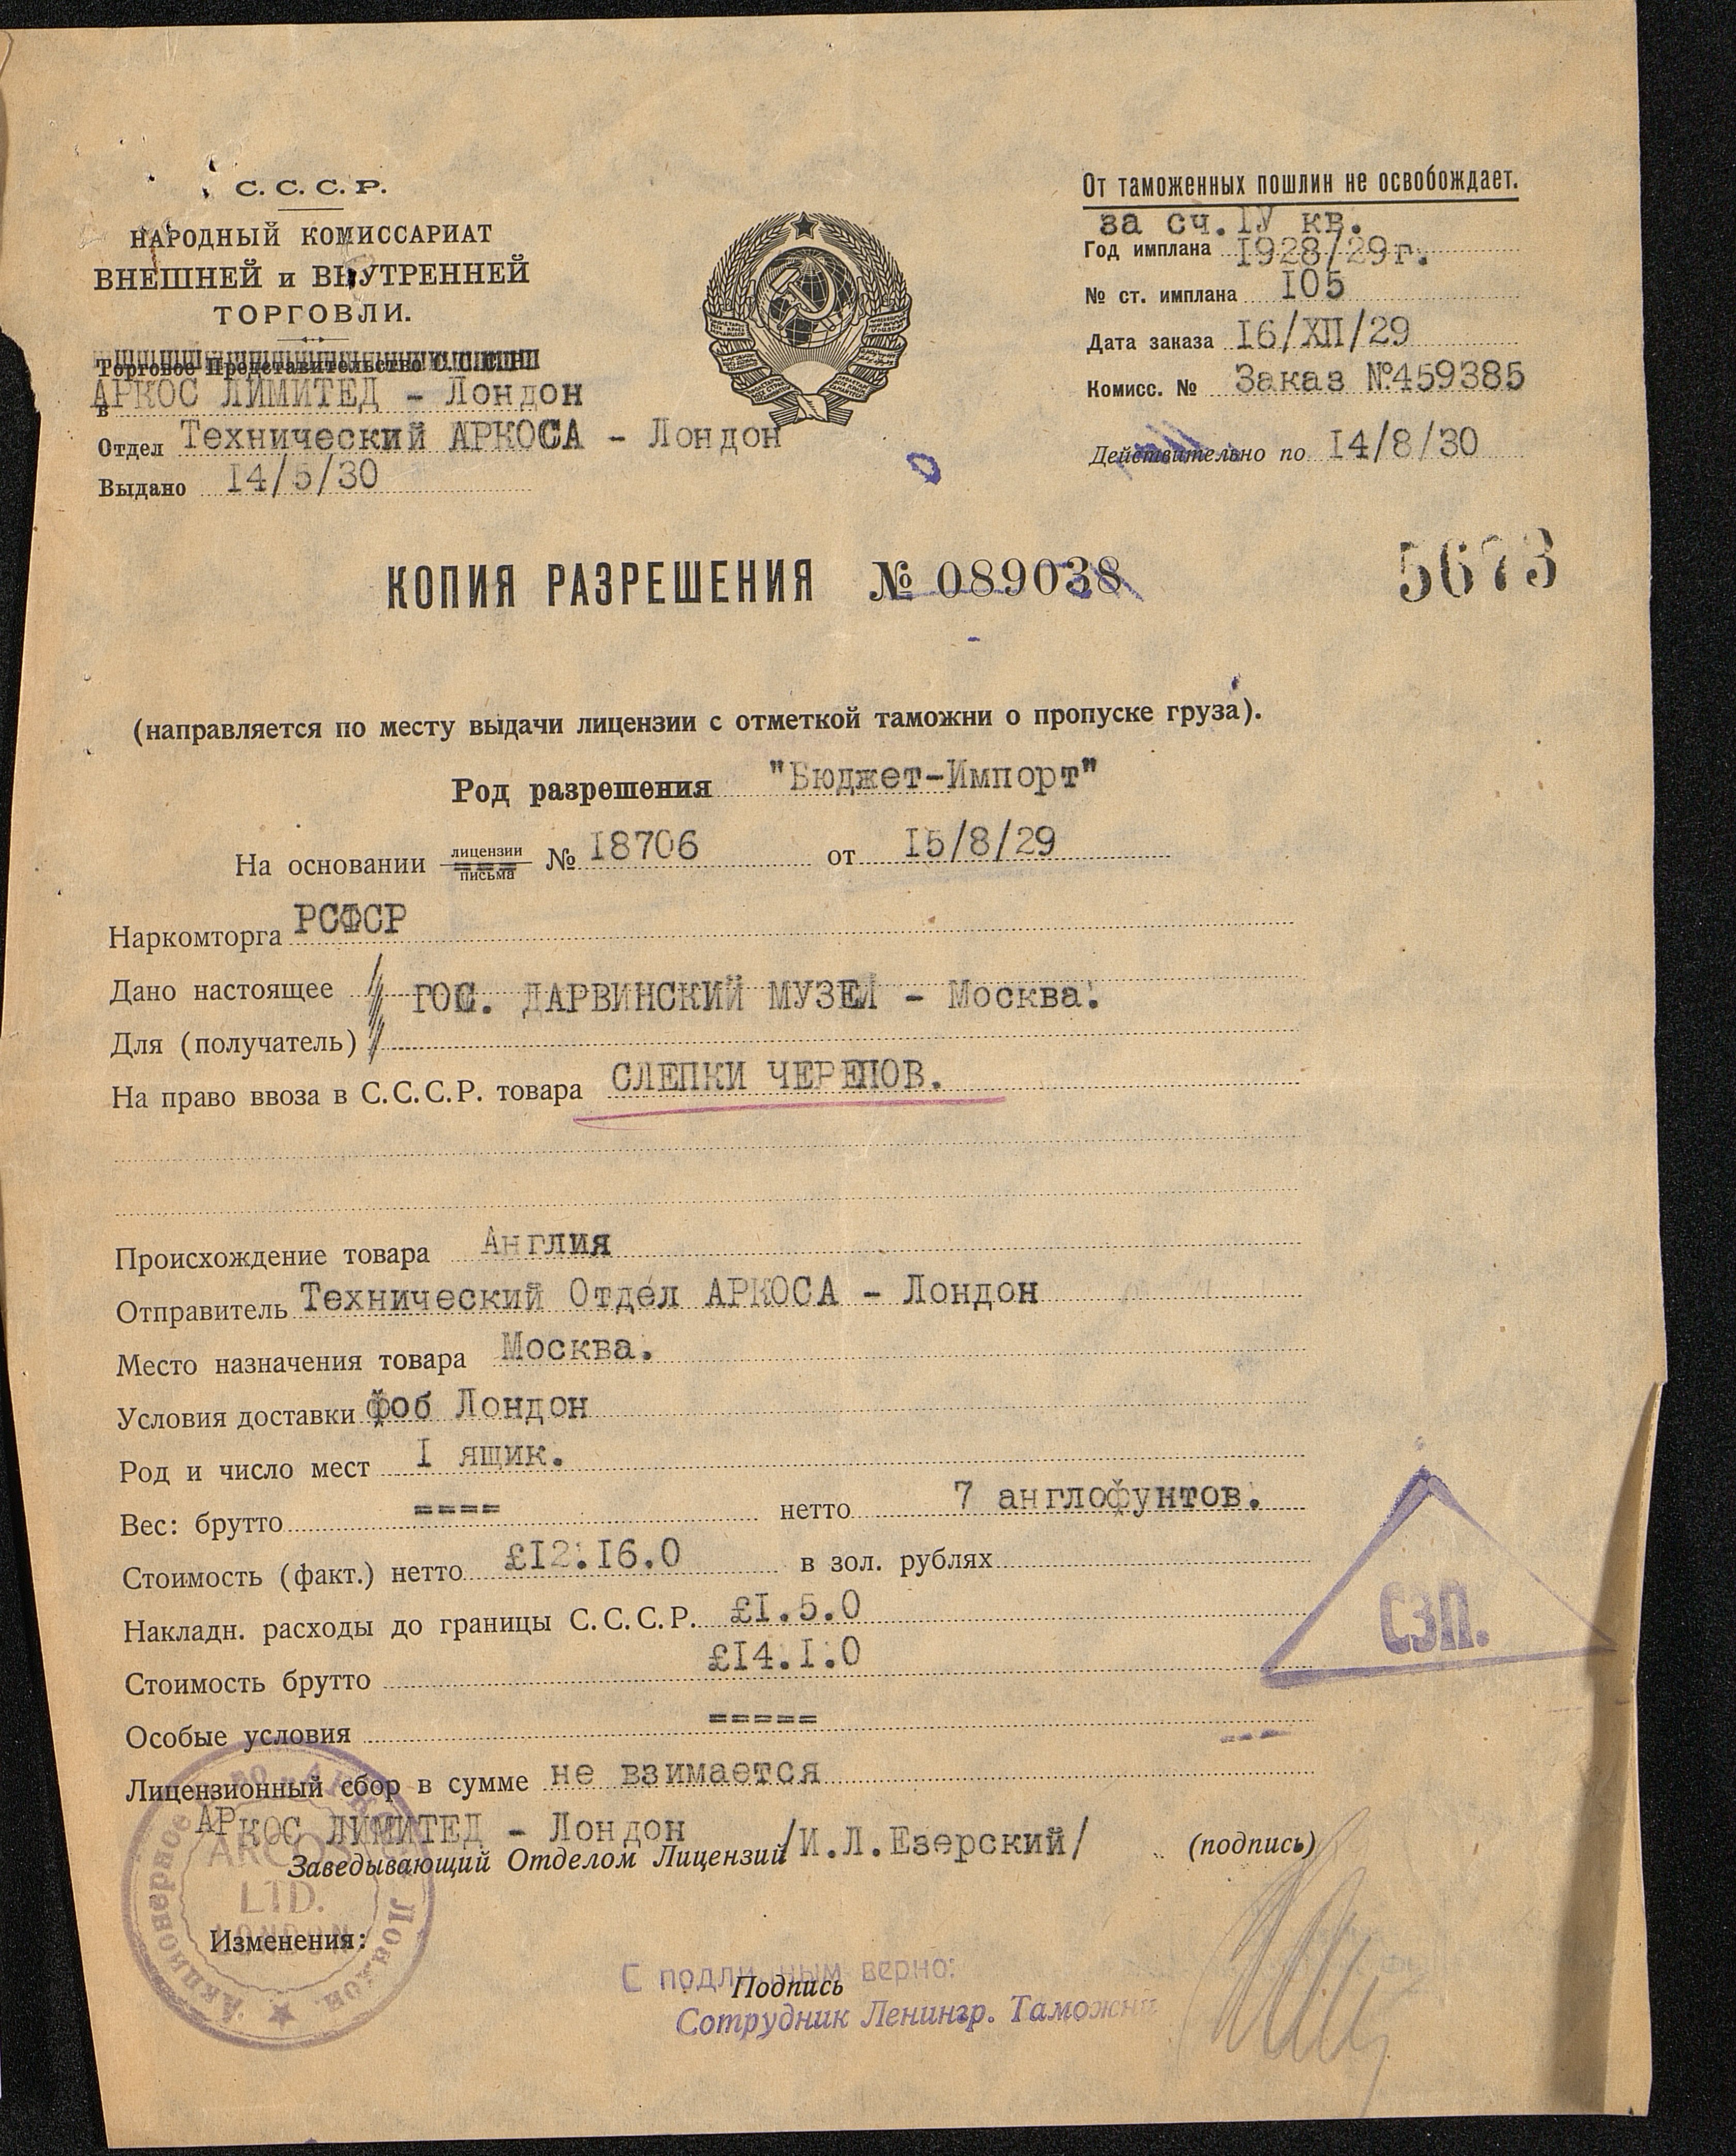 С. С. С. Р.
НАРОДНЫЙ КОМИССАРИАТ
ВНЕШНЕЙ и ВНУТРЕННЕЙ
ТОРГОВЛИ.
Торговое Представительство С.С.С.Р.
АРКОС ЛИМИТЕД - Лондон
в
Отдел Технический АРКОСА - Лондон
Выдано 14/5/30
От таможенных пошлин не освобождает.
за сч. IУ кв.
Год имплана 1928/29г.
№ ст. имплана 105
Дата заказа 16/XII/29
Комисс. № Заказ №459385
Действительно по 14/8/30
КОПИЯ РАЗРЕШЕНИЯ № 089038
5673
(направляется по месту выдачи лицензии с отметкой таможни о пропуске груза).
Род разрешения "Бюджет-Импорт"
На основании лицензии письма № 18706 от 15/8/29
Наркомторга РСФСР
Дано настоящее
ГОС. ДАРВИНСКИЙ МУЗЕЙ - Москва.
Для (получатель)
На право ввоза в С.С.С.Р. товара СЛЕПКИ ЧЕРЕПОВ.
Происхождение товара Англия
Отправитель Технический Отдел АРКОСА - Лондон
Место назначения товара Москва.
Условия доставки фоб Лондон
Род и число мест I ящик.
Вес: брутто ==== нетто 7 англофунтов.
Стоимость (факт.) нетто £12.16.0 в зол. рублях
Накладн. расходы до границы С.С.С.Р. £1.5.0
Стоимость брутто £14.1.0
Особые условия =====
Лицензионный сбор в сумме не взимается
АРКОС ЛИМИТЕД - Лондон
Заведывающий Отделом Лицензий /И.Л.Езерский/ (подпись)
Изменения:
С подлинным верно:
Подпись
Сотрудник Ленингр. Таможни
СЭП.
Акционерное
ARCOS
LTD.
LONDON
Лондон.